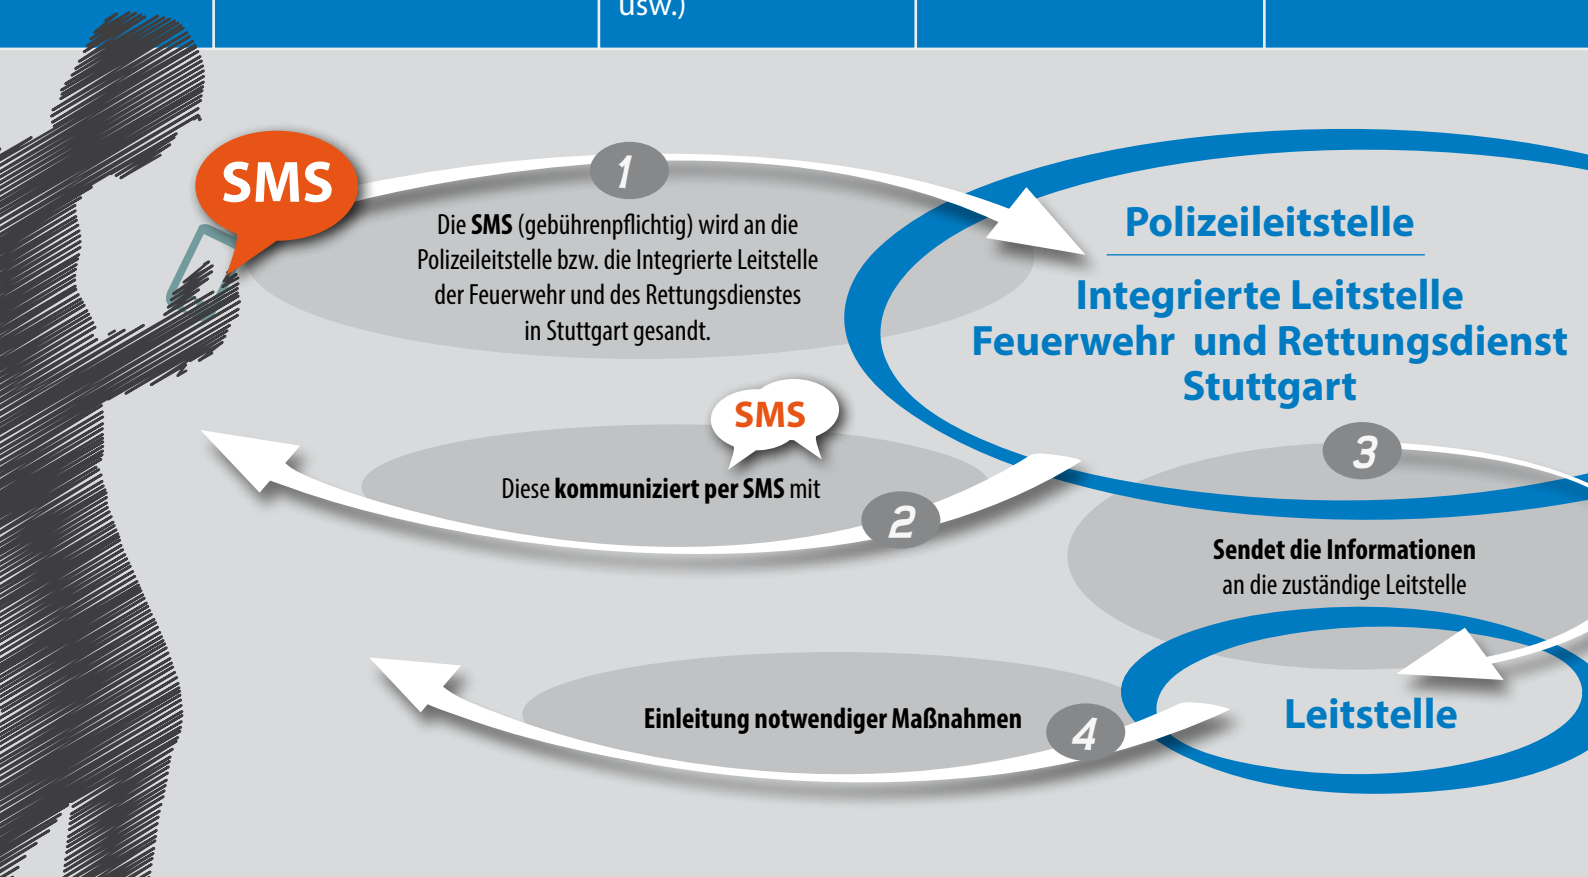 usw.)
SMS
1
Die SMS (gebührenpflichtig) wird an die
Polizeileitstelle bzw. die Integrierte Leitstelle
der Feuerwehr und des Rettungsdienstes
in Stuttgart gesandt.
Polizeileitstelle
Integrierte Leitstelle
Feuerwehr und Rettungsdienst
Stuttgart
SMS
Diese kommuniziert per SMS mit
2
3
Sendet die Informationen
an die zuständige Leitstelle
Einleitung notwendiger Maßnahmen
4
Leitstelle